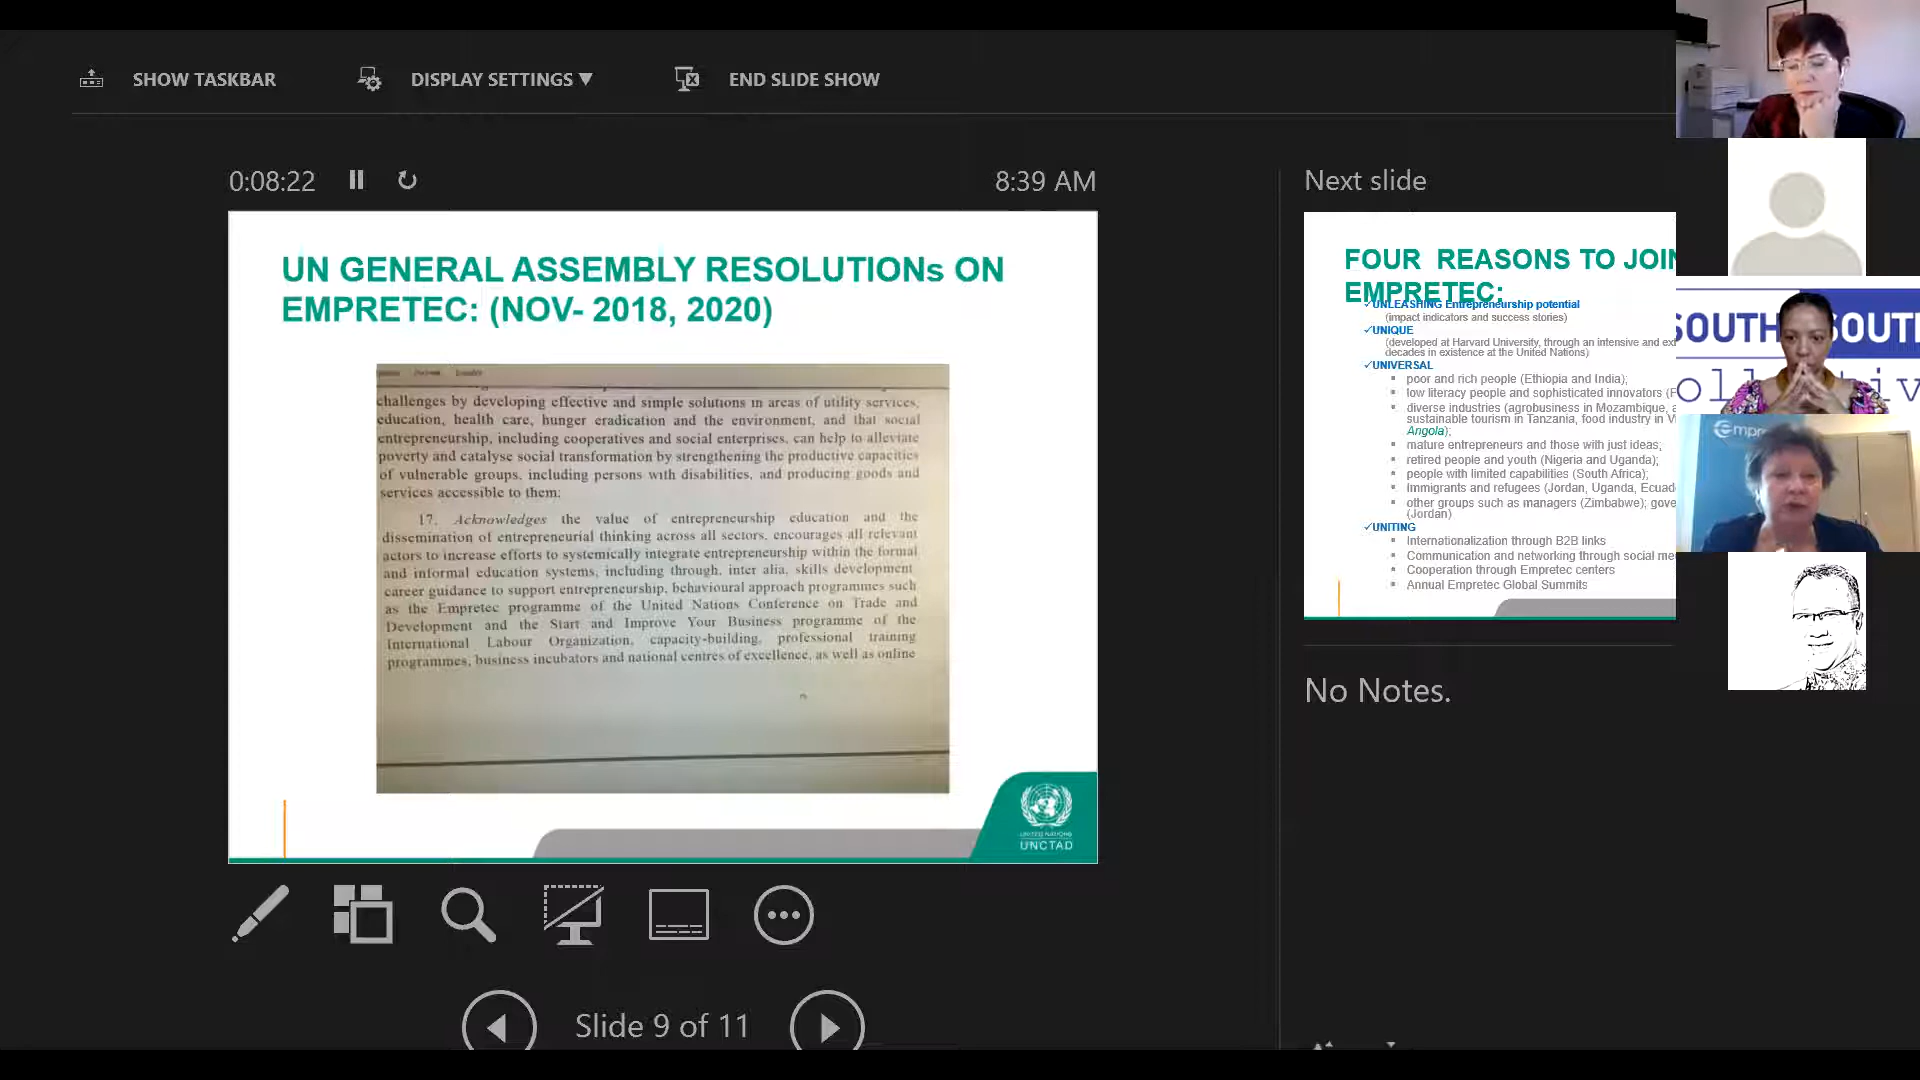 SHOW TASKBAR
DISPLAY SETTINGS ▼
END SLIDE SHOW
0:08:22
8:39 AM
UN GENERAL ASSEMBLY RESOLUTIONs ON
EMPRETEC: (NOV- 2018, 2020)
challenges by developing effective and simple solutions in areas of utility services,
education, health care, hunger eradication and the environment, and that social
entrepreneurship, including cooperatives and social enterprises, can help to alleviate
poverty and catalyse social transformation by strengthening the productive capacities
of vulnerable groups, including persons with disabilities, and producing goods and
services accessible to them;
17. Acknowledges the value of entrepreneurship education and the
dissemination of entrepreneurial thinking across all sectors, encourages all relevant
actors to increase efforts to systemically integrate entrepreneurship within the formal
and informal education systems, including through, inter alia, skills development
career guidance to support entrepreneurship, behavioural approach programmes such
as the Empretec programme of the United Nations Conference on Trade and
Development and the Start and Improve Your Business programme of the
International Labour Organization, capacity-building, professional training
programmes, business incubators and national centres of excellence, as well as online
UNITED NATIONS
UNCTAD
Slide 9 of 11
Next slide
FOUR REASONS TO JOIN
EMPRETEC:
✓UNLEASHING Entrepreneurship potential
(impact indicators and success stories)
✓UNIQUE
(developed at Harvard University, through an intensive and
decades in existence at the United Nations)
✓UNIVERSAL
▪ poor and rich people (Ethiopia and India);
▪ low literacy people and sophisticated innovators
▪ diverse industries (agrobusiness in Mozambique,
sustainable tourism in Tanzania, food industry in
Angola);
▪ mature entrepreneurs and those with just ideas;
▪ retired people and youth (Nigeria and Uganda);
▪ people with limited capabilities (South Africa);
▪ Immigrants and refugees (Jordan, Uganda, Ecuad
▪ other groups such as managers (Zimbabwe); gove
(Jordan)
✓UNITING
▪ Internationalization through B2B links
▪ Communication and networking through social me
▪ Cooperation through Empretec centers
▪ Annual Empretec Global Summits
No Notes.
SOUTH SOUTH
Empre